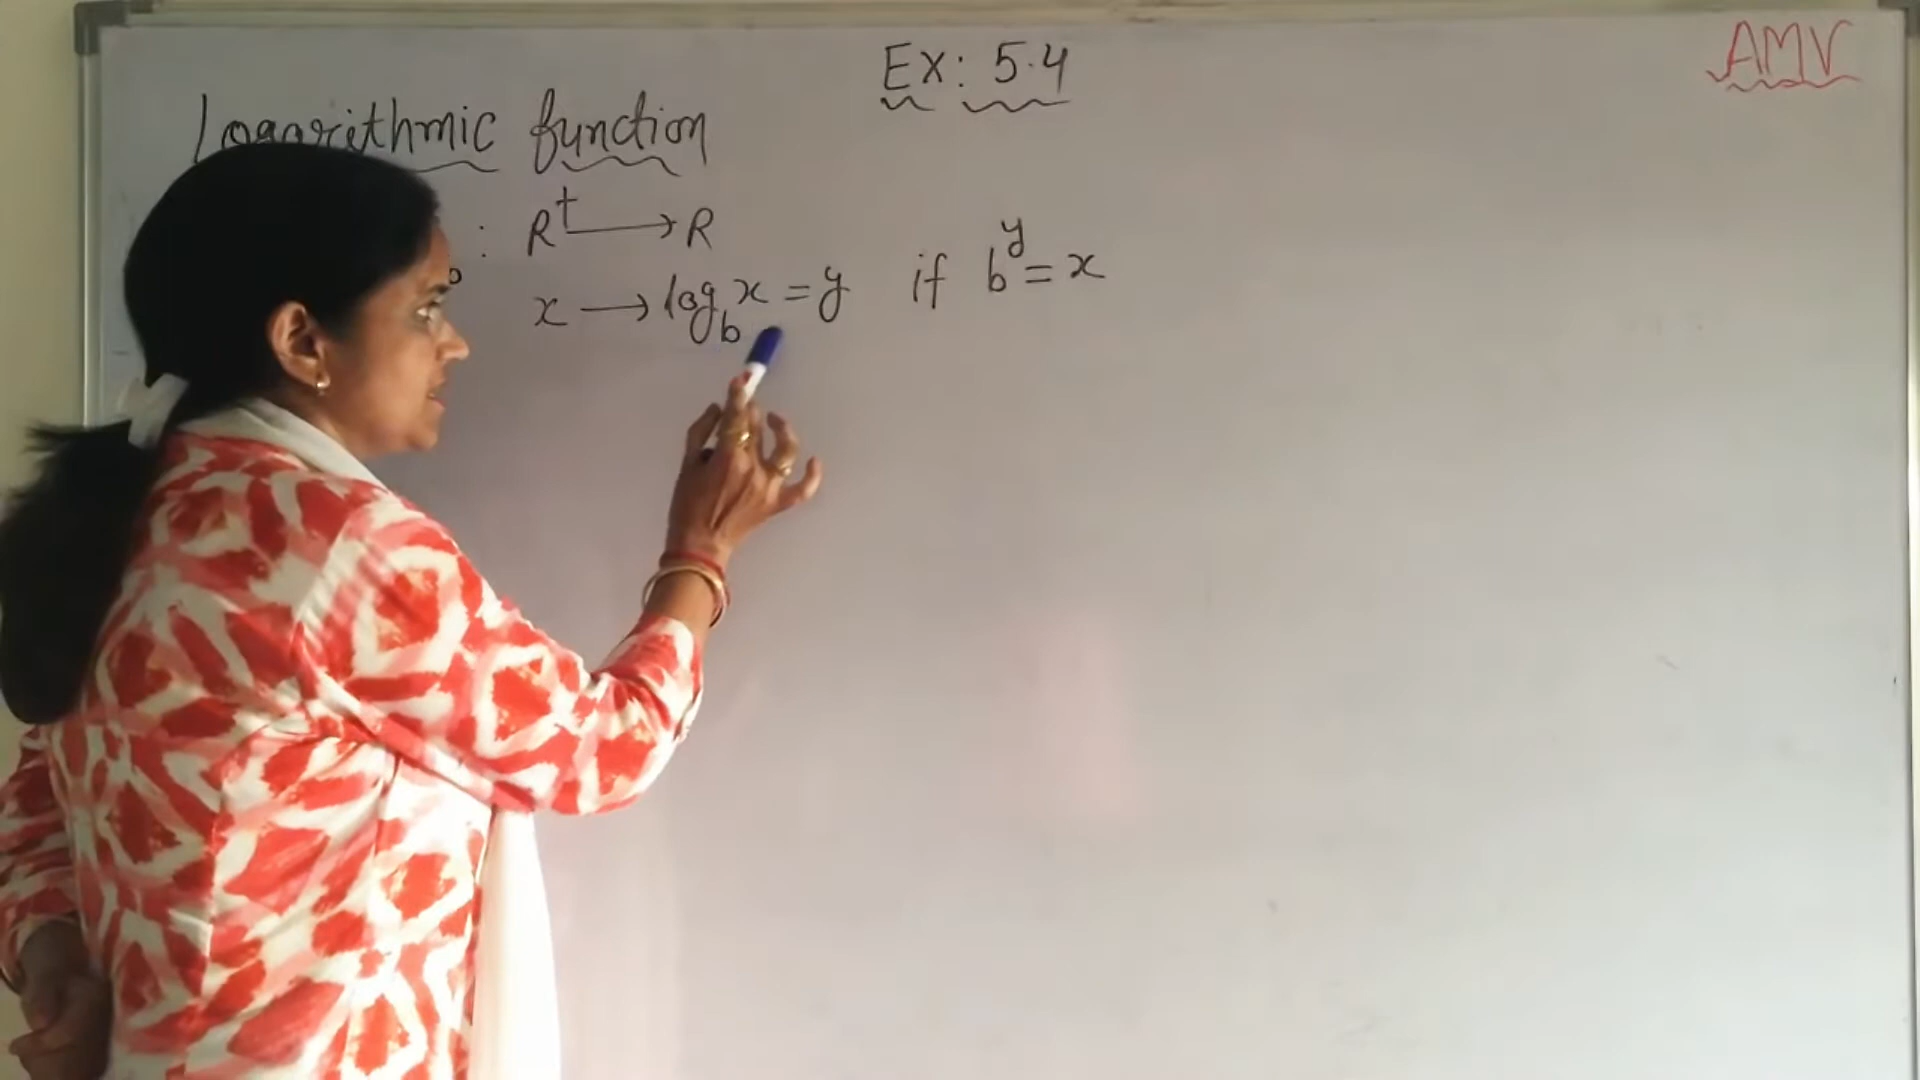 Ex: 5.4
AMV
Logarithmic function
b : R⁺ ⟶ R
x ⟶ log_b x = y if b^y = x